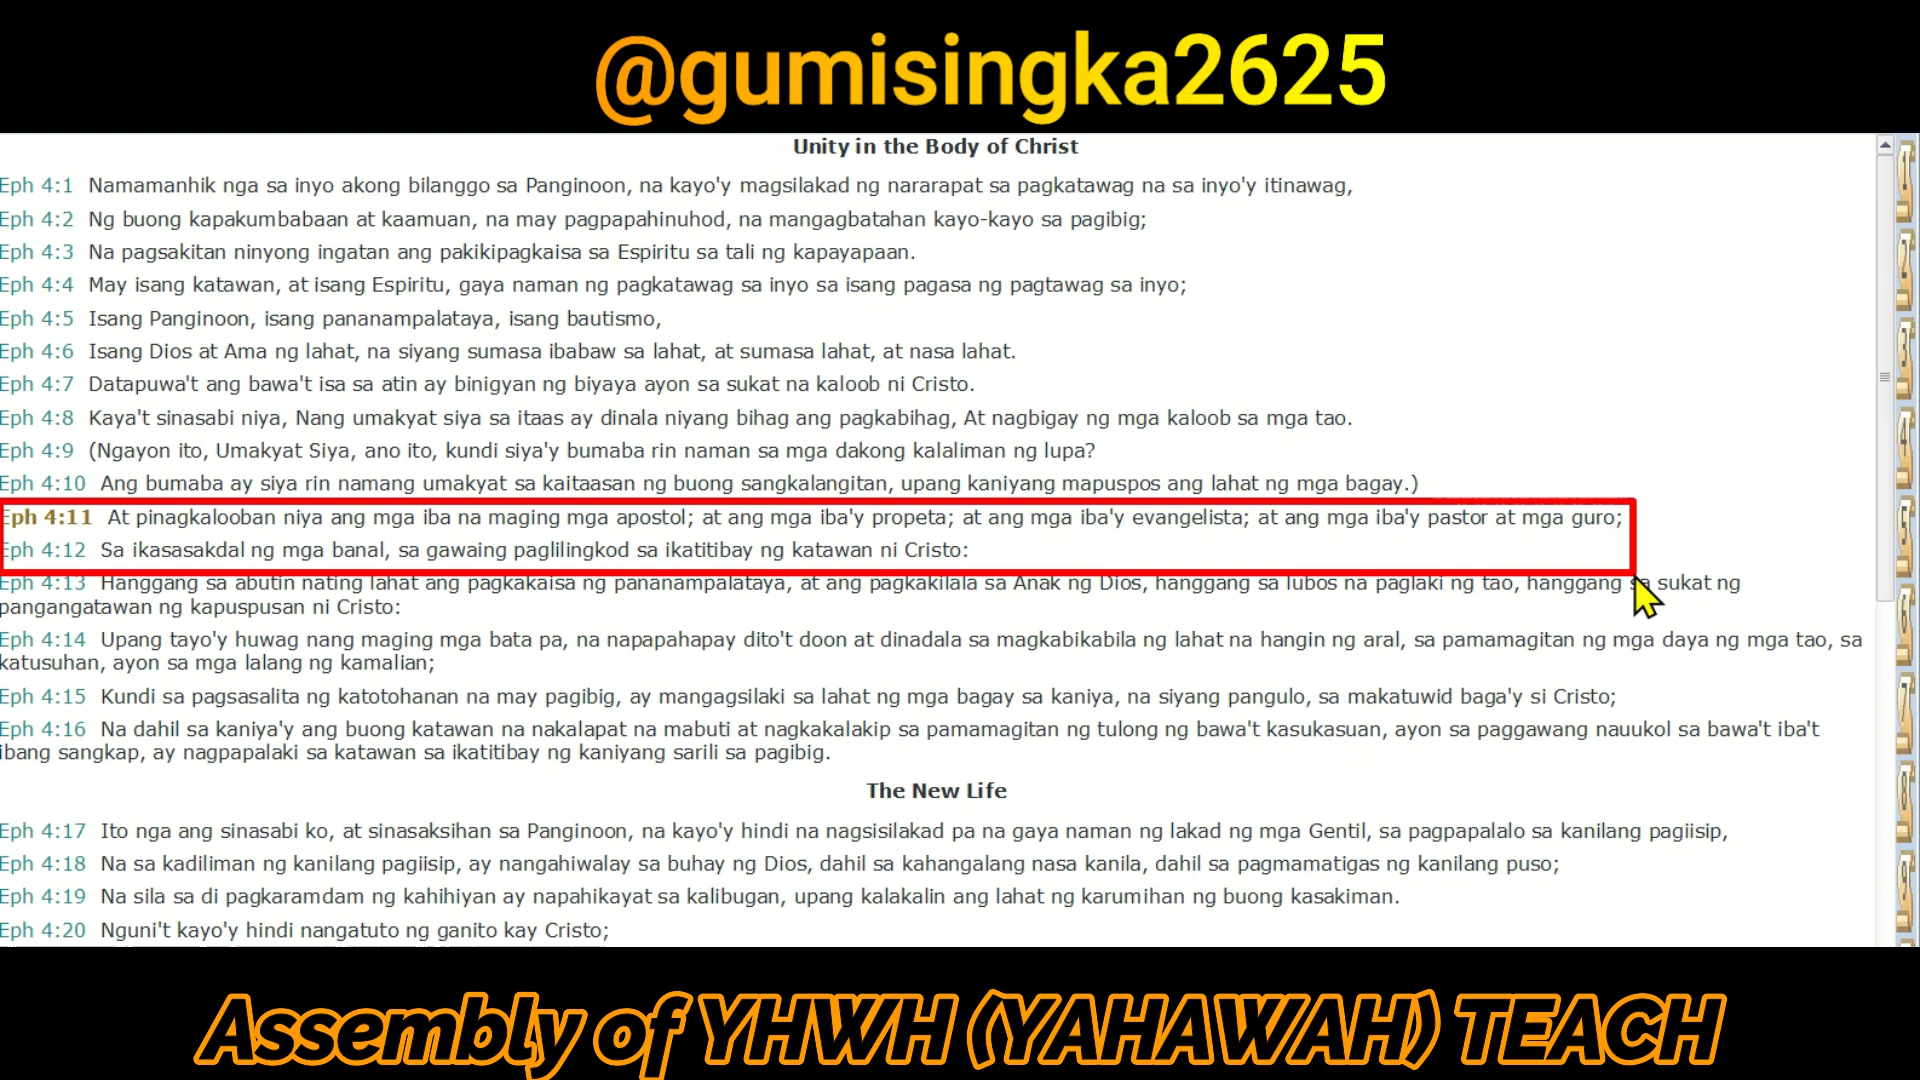 @gumisingka2625
Unity in the Body of Christ
Eph 4:1 Namamanhik nga sa inyo akong bilanggo sa Panginoon, na kayo'y magsilakad ng nararapat sa pagkatawag na sa inyo'y itinawag,
Eph 4:2 Ng buong kapakumbabaan at kaamuan, na may pagpapahinuhod, na mangagbatahan kayo-kayo sa pagibig;
Eph 4:3 Na pagsakitan ninyong ingatan ang pakikipagkaisa sa Espiritu sa tali ng kapayapaan.
Eph 4:4 May isang katawan, at isang Espiritu, gaya naman ng pagkatawag sa inyo sa isang pagasa ng pagtawag sa inyo;
Eph 4:5 Isang Panginoon, isang pananampalataya, isang bautismo,
Eph 4:6 Isang Dios at Ama ng lahat, na siyang sumasa ibabaw sa lahat, at sumasa lahat, at nasa lahat.
Eph 4:7 Datapuwa't ang bawa't isa sa atin ay binigyan ng biyaya ayon sa sukat na kaloob ni Cristo.
Eph 4:8 Kaya't sinasabi niya, Nang umakyat siya sa itaas ay dinala niyang bihag ang pagkabihag, At nagbigay ng mga kaloob sa mga tao.
Eph 4:9 (Ngayon ito, Umakyat Siya, ano ito, kundi siya'y bumaba rin naman sa mga dakong kalaliman ng lupa?
Eph 4:10 Ang bumaba ay siya rin namang umakyat sa kaitaasan ng buong sangkalangitan, upang kaniyang mapuspos ang lahat ng mga bagay.)
Eph 4:11 At pinagkalooban niya ang mga iba na maging mga apostol; at ang mga iba'y propeta; at ang mga iba'y evangelista; at ang mga iba'y pastor at mga guro;
Eph 4:12 Sa ikasasakdal ng mga banal, sa gawaing paglilingkod sa ikatitibay ng katawan ni Cristo:
Eph 4:13 Hanggang sa abutin nating lahat ang pagkakaisa ng pananampalataya, at ang pagkakilala sa Anak ng Dios, hanggang sa lubos na paglaki ng tao, hanggang sa sukat ng
pangangatawan ng kapuspusan ni Cristo:
Eph 4:14 Upang tayo'y huwag nang maging mga bata pa, na napapahapay dito't doon at dinadala sa magkabikabila ng lahat na hangin ng aral, sa pamamagitan ng mga daya ng mga tao, sa
katusuhan, ayon sa mga lalang ng kamalian;
Eph 4:15 Kundi sa pagsasalita ng katotohanan na may pagibig, ay mangagsilaki sa lahat ng mga bagay sa kaniya, na siyang pangulo, sa makatuwid baga'y si Cristo;
Eph 4:16 Na dahil sa kaniya'y ang buong katawan na nakalapat na mabuti at nagkakalakip sa pamamagitan ng tulong ng bawa't kasukasuan, ayon sa paggawang nauukol sa bawa't iba't
ibang sangkap, ay nagpapalaki sa katawan sa ikatitibay ng kaniyang sarili sa pagibig.
The New Life
Eph 4:17 Ito nga ang sinasabi ko, at sinasaksihan sa Panginoon, na kayo'y hindi na nagsisilakad pa na gaya naman ng lakad ng mga Gentil, sa pagpapalalo sa kanilang pagiisip,
Eph 4:18 Na sa kadiliman ng kanilang pagiisip, ay nangahiwalay sa buhay ng Dios, dahil sa kahangalang nasa kanila, dahil sa pagmamatigas ng kanilang puso;
Eph 4:19 Na sila sa di pagkaramdam ng kahihiyan ay napahikayat sa kalibugan, upang kalakalin ang lahat ng karumihan ng buong kasakiman.
Eph 4:20 Nguni't kayo'y hindi nangatuto ng ganito kay Cristo;
Assembly of YHWH (YAHAWAH) TEACH